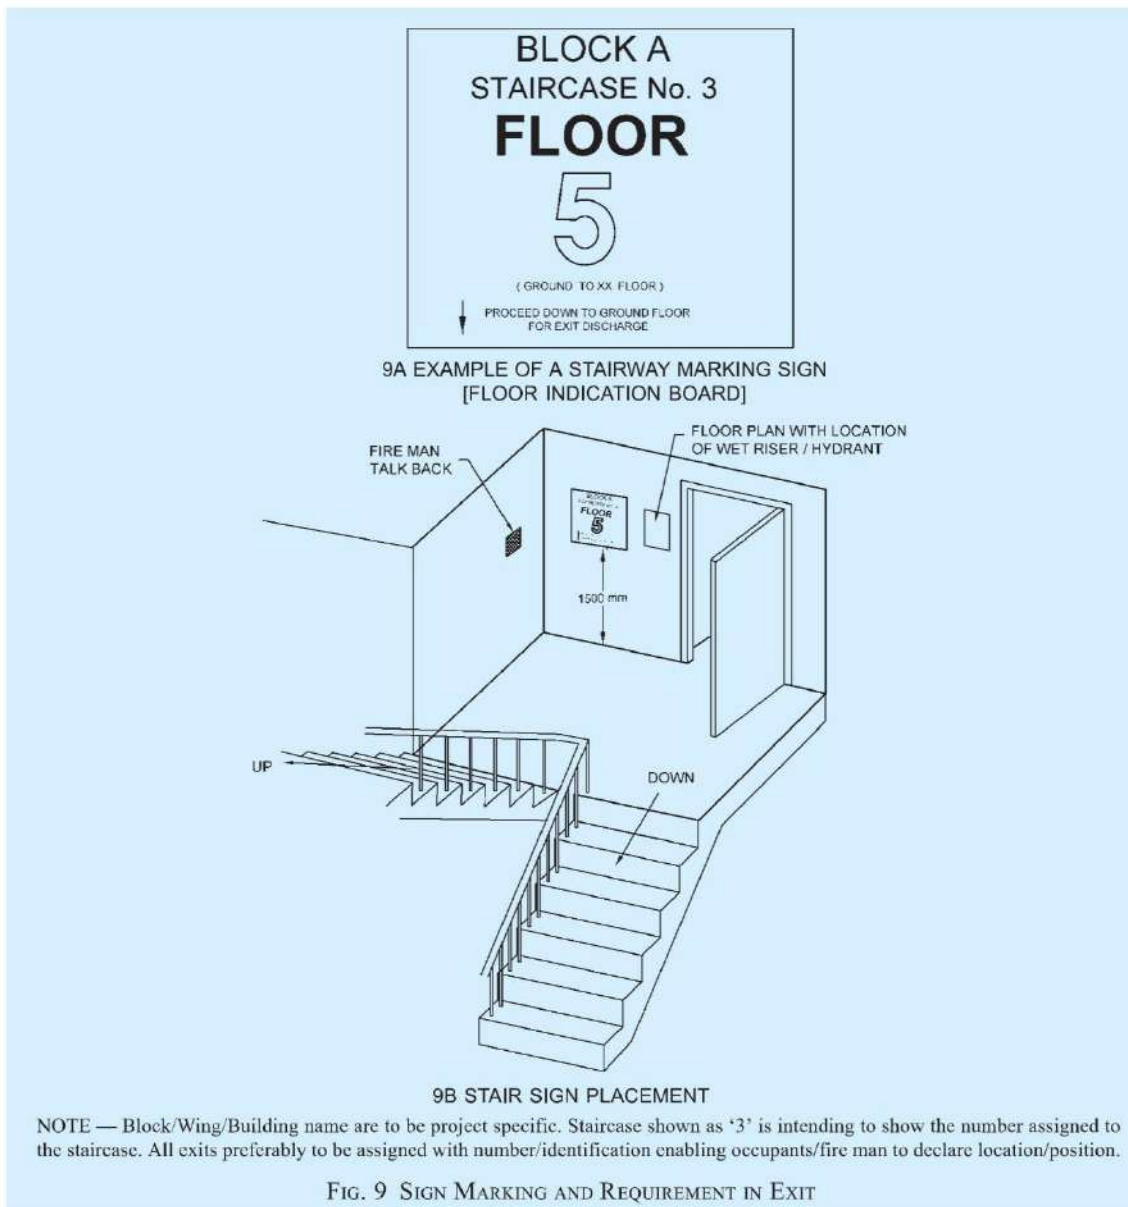 BLOCK A
STAIRCASE No. 3
FLOOR
5
( GROUND TO XX FLOOR )
PROCEED DOWN TO GROUND FLOOR
FOR EXIT DISCHARGE
9A EXAMPLE OF A STAIRWAY MARKING SIGN
[FLOOR INDICATION BOARD]
FIRE MAN
TALK BACK
FLOOR PLAN WITH LOCATION
OF WET RISER / HYDRANT
BLOCK A
FLOOR
5
1500 mm
UP
DOWN
9B STAIR SIGN PLACEMENT
NOTE — Block/Wing/Building name are to be project specific. Staircase shown as ‘3’ is intending to show the number assigned to
the staircase. All exits preferably to be assigned with number/identification enabling occupants/fire man to declare location/position.
FIG. 9 SIGN MARKING AND REQUIREMENT IN EXIT